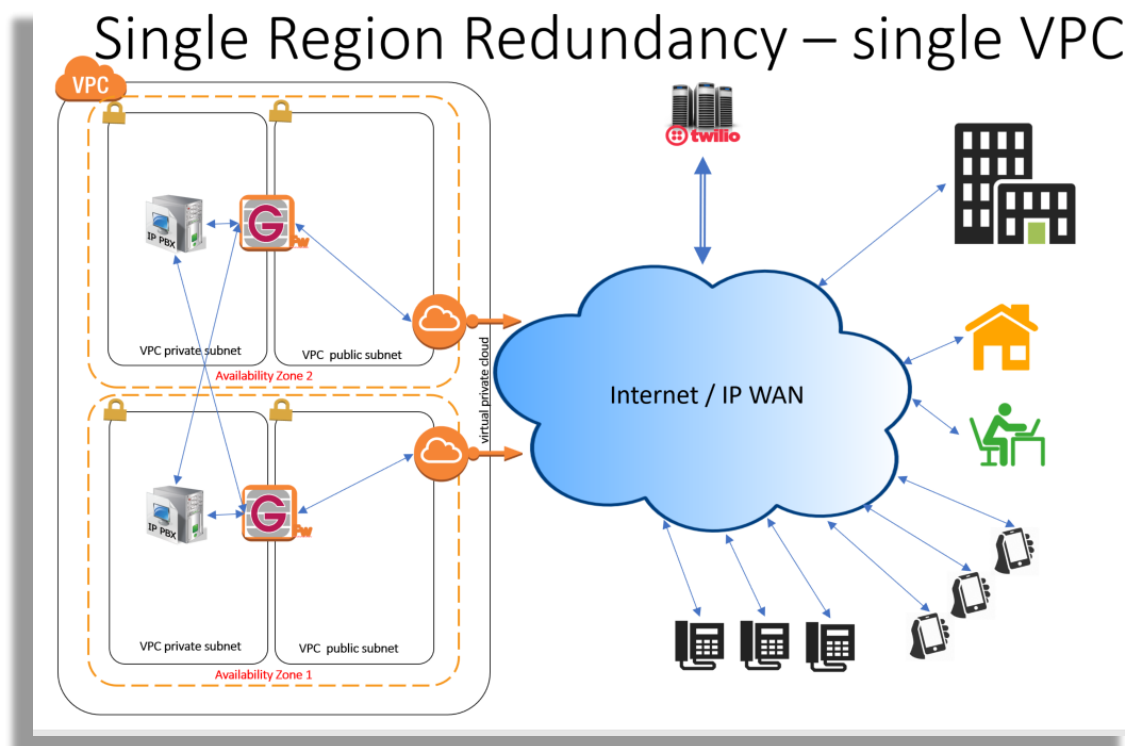 Single Region Redundancy – single VPC
VPC
twilio
IP PBX
G
VPC private subnet
VPC public subnet
Availability Zone 2
virtual private cloud
Internet / IP WAN
IP PBX
G
VPC private subnet
VPC public subnet
Availability Zone 1